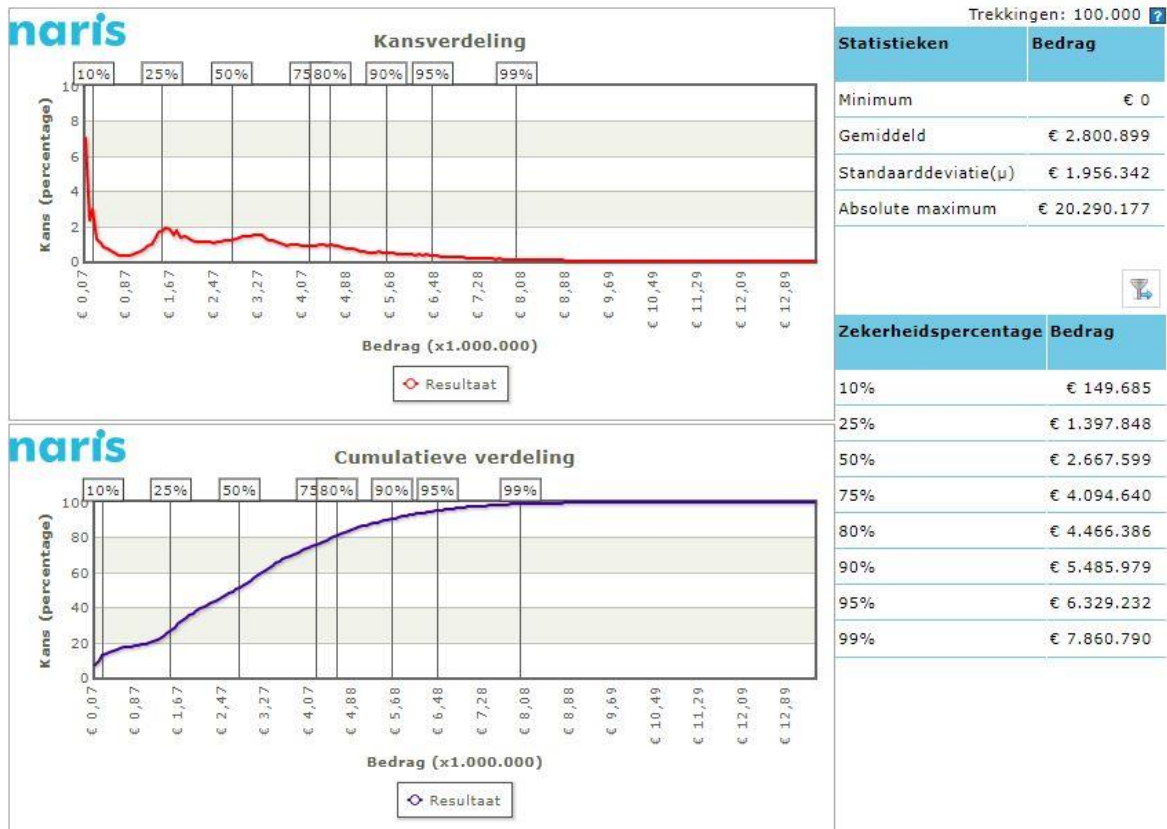 Trekkingen: 100.000 ?
naris
Kansverdeling
10% 25% 50% 75 80% 90% 95% 99%
Kans (percentage)
10
8
6
4
2
0
€ 0,07 € 0,87 € 1,67 € 2,47 € 3,27 € 4,07 € 4,88 € 5,68 € 6,48 € 7,28 € 8,08 € 8,88 € 9,69 € 10,49 € 11,29 € 12,09 € 12,89
Bedrag (x1.000.000)
Resultaat
naris
Cumulatieve verdeling
10% 25% 50% 75 80% 90% 95% 99%
Kans (percentage)
100
80
60
40
20
0
€ 0,07 € 0,87 € 1,67 € 2,47 € 3,27 € 4,07 € 4,88 € 5,68 € 6,48 € 7,28 € 8,08 € 8,88 € 9,69 € 10,49 € 11,29 € 12,09 € 12,89
Bedrag (x1.000.000)
Resultaat
Statistieken Bedrag
Minimum € 0
Gemiddeld € 2.800.899
Standaarddeviatie(μ) € 1.956.342
Absolute maximum € 20.290.177
Zekerheidspercentage Bedrag
10% € 149.685
25% € 1.397.848
50% € 2.667.599
75% € 4.094.640
80% € 4.466.386
90% € 5.485.979
95% € 6.329.232
99% € 7.860.790